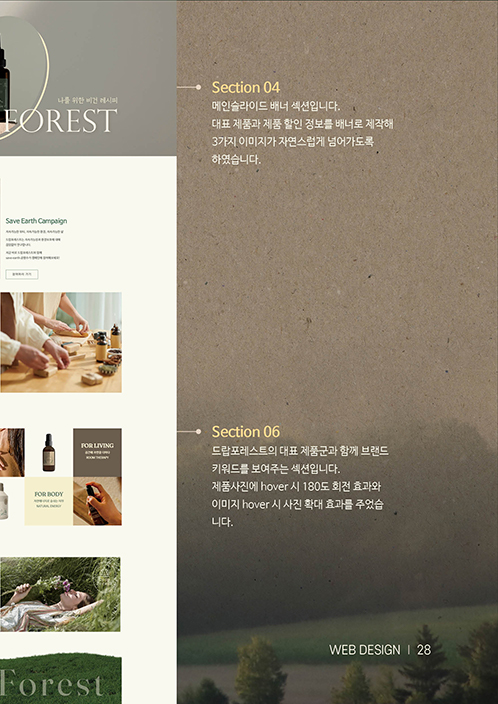 나를 위한 비건 레시피
FOREST
Save Earth Campaign
FOR LIVING
ROOM THERAPY
FOR BODY
NATURAL ENERGY
Forest
Section 04
메인슬라이드 배너 섹션입니다.
대표 제품과 제품 할인 정보를 배너로 제작해
3가지 이미지가 자연스럽게 넘어가도록
하였습니다.
Section 06
드랍포레스트의 대표 제품군과 함께 브랜드
키워드를 보여주는 섹션입니다.
제품사진에 hover 시 180도 회전 효과와
이미지 hover 시 사진 확대 효과를 주었습
니다.
WEB DESIGN | 28